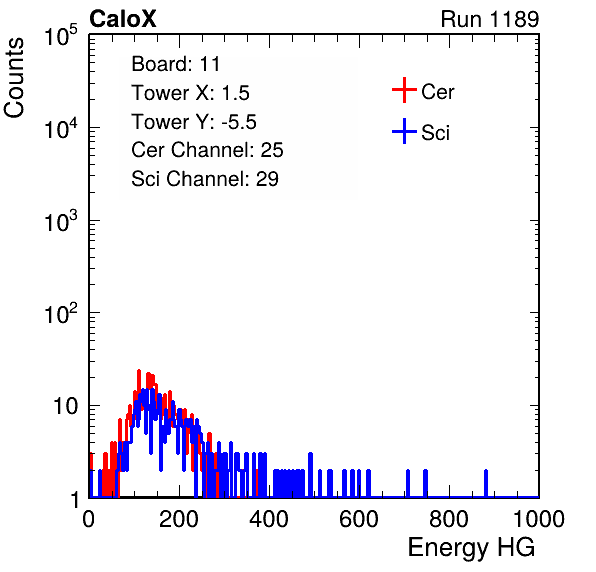 CaloX Run 1189
Counts
10^5
10^4
10^3
10^2
10
1
Board: 11
Tower X: 1.5
Tower Y: -5.5
Cer Channel: 25
Sci Channel: 29
Cer
Sci
0 200 400 600 800 1000
Energy HG